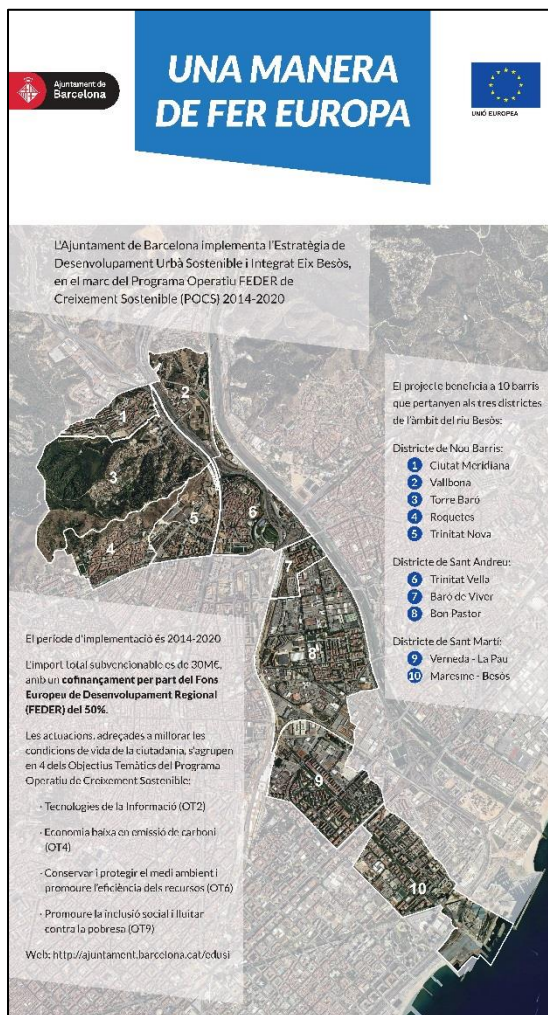 Ajuntament de
Barcelona
UNA MANERA
DE FER EUROPA
UNIÓ EUROPEA
L'Ajuntament de Barcelona implementa l'Estratègia de
Desenvolupament Urbà Sostenible i Integrat Eix Besòs,
en el marc del Programa Operatiu FEDER de
Creixement Sostenible (POCS) 2014-2020
El projecte beneficia a 10 barris
que pertanyen als tres districtes
de l'àmbit del riu Besòs:
Districte de Nou Barris:
1 Ciutat Meridiana
2 Vallbona
3 Torre Baró
4 Roquetes
5 Trinitat Nova
Districte de Sant Andreu:
6 Trinitat Vella
7 Baró de Viver
8 Bon Pastor
Districte de Sant Martí:
9 Verneda - La Pau
10 Maresme - Besòs
1
2
3
4
5
6
7
8
9
10
El període d'implementació és 2014-2020
L'import total subvencionable es de 30M€,
amb un cofinançament per part del Fons
Europeu de Desenvolupament Regional
(FEDER) del 50%.
Les actuacions, adreçades a millorar les
condicions de vida de la ciutadania, s'agrupen
en 4 dels Objectius Temàtics del Programa
Operatiu de Creixement Sostenible:
· Tecnologies de la Informació (OT2)
· Economia baixa en emissió de carboni
(OT4)
· Conservar i protegir el medi ambient i
promoure l'eficiència dels recursos (OT6)
· Promoure la inclusió social i lluitar
contra la pobresa (OT9)
Web: http://ajuntament.barcelona.cat/edusi